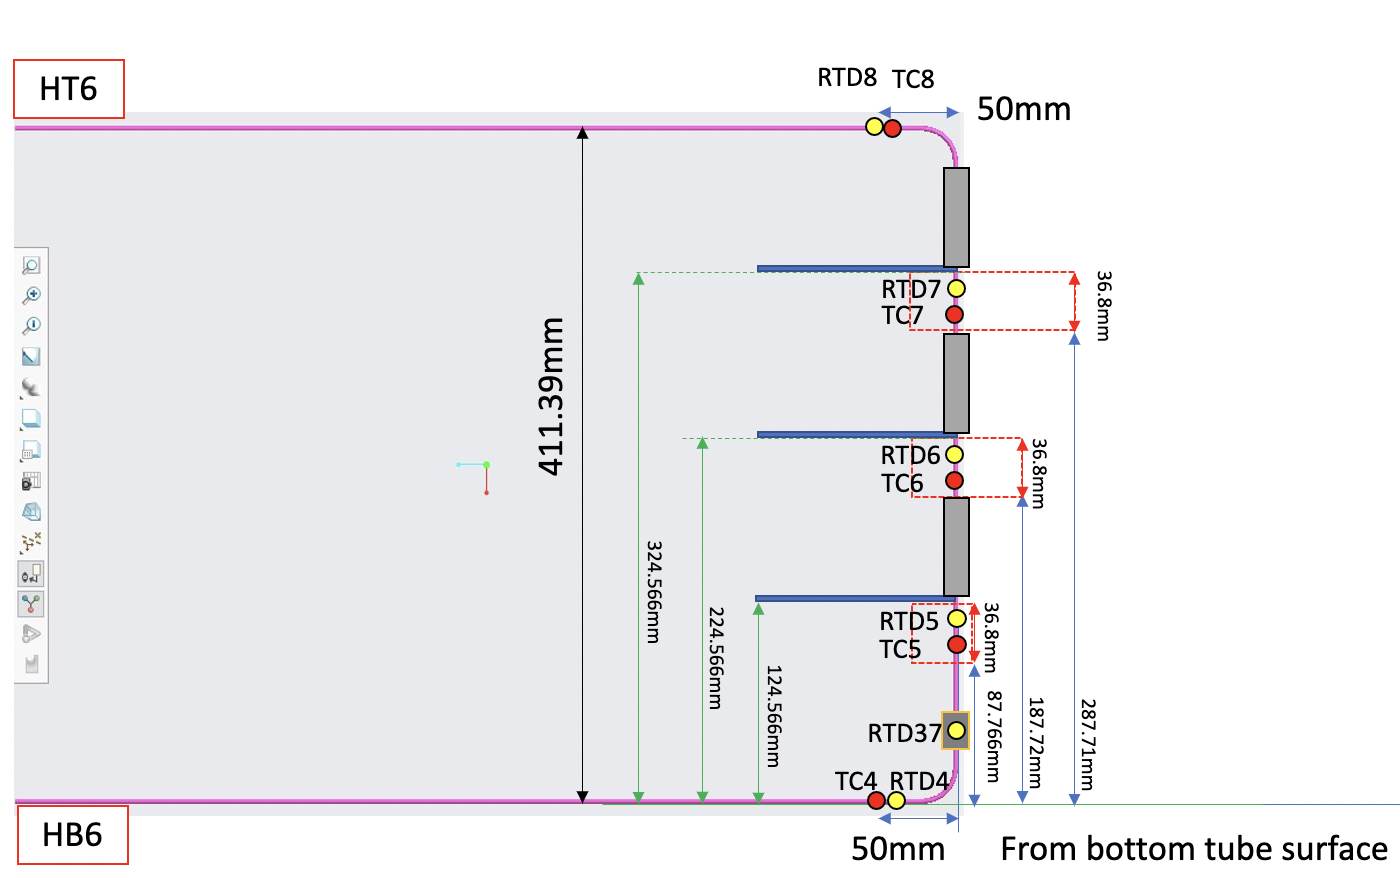 RTD8 TC8
HT6
50mm
RTD7
TC7
36.8mm
411.39mm
RTD6
TC6
36.8mm
324.566mm
224.566mm
124.566mm
RTD5
TC5
36.8mm
87.766mm
187.72mm
287.71mm
RTD37
TC4 RTD4
HB6
50mm
From bottom tube surface